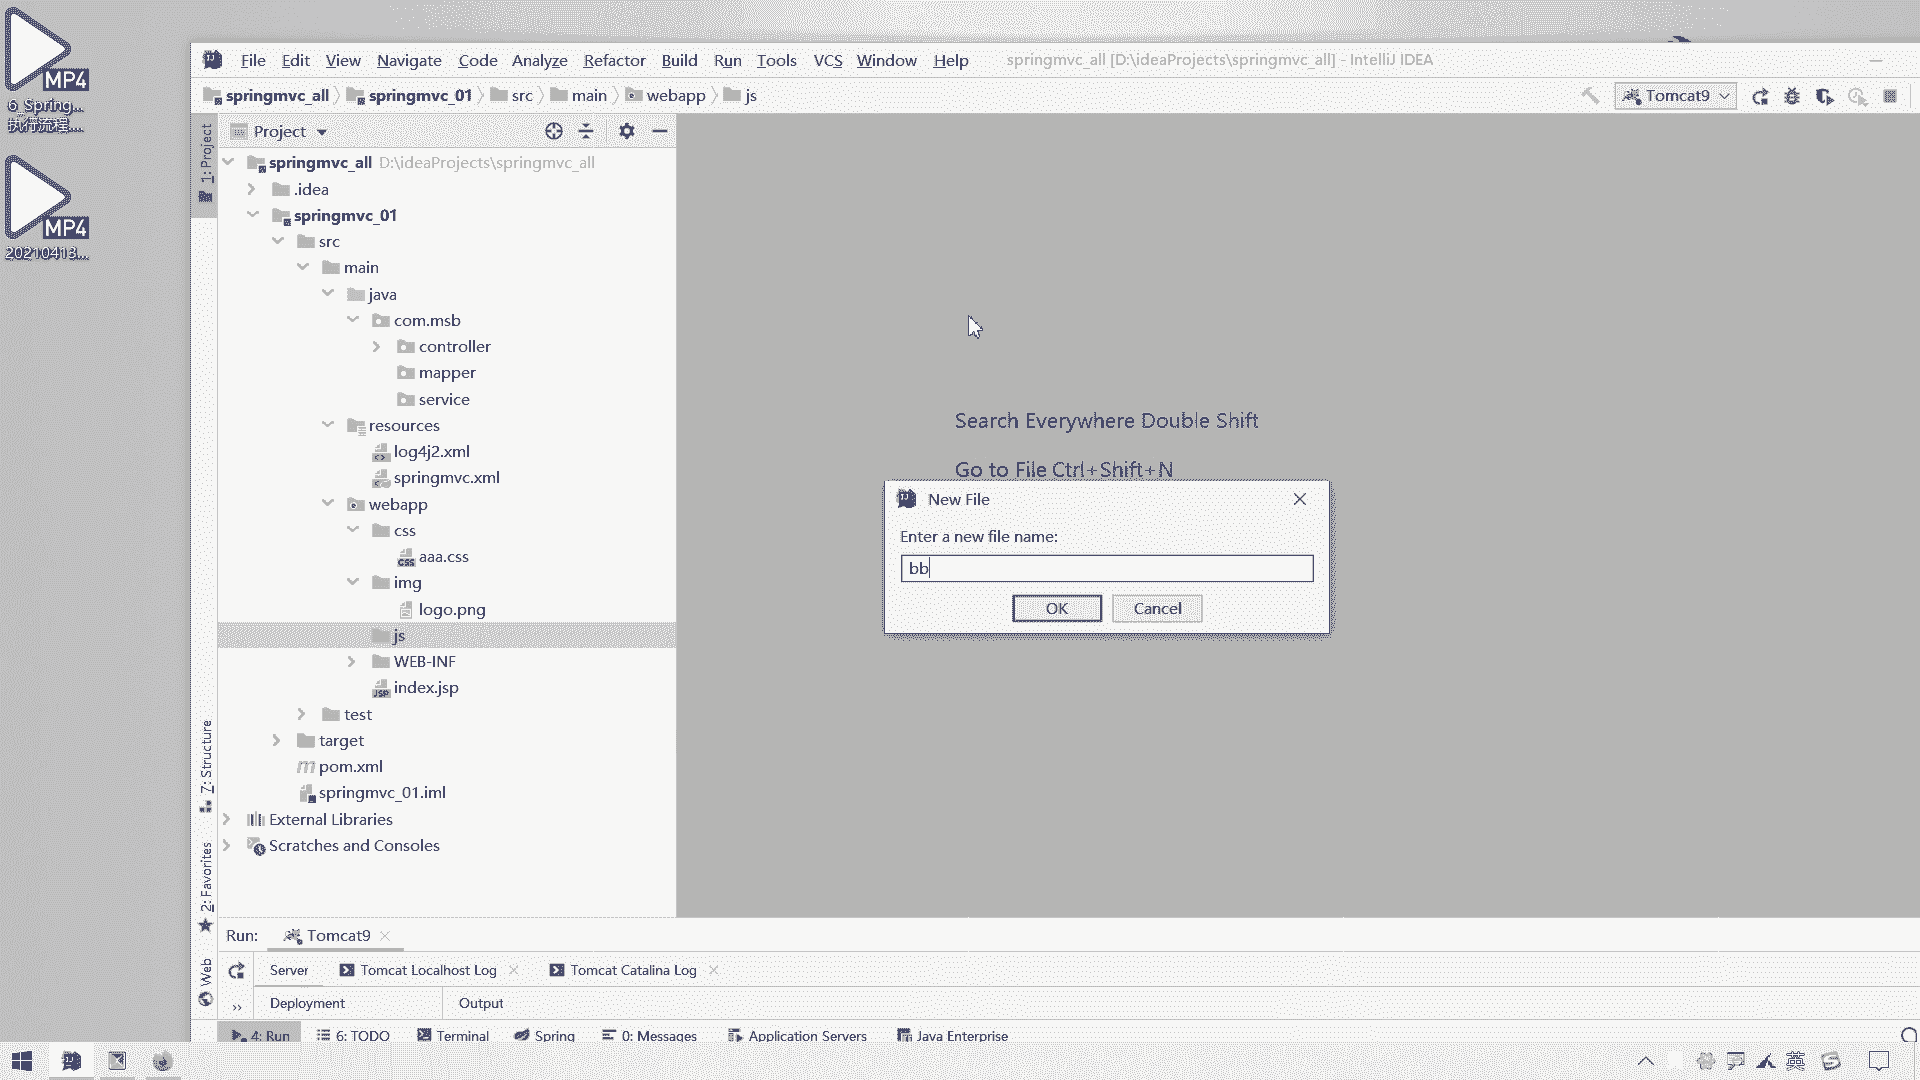 MP4
6_Spring...
执行流程....
MP4
20210413...
File Edit View Navigate Code Analyze Refactor Build Run Tools VCS Window Help springmvc_all [D:\ideaProjects\springmvc_all] - IntelliJ IDEA
springmvc_all springmvc_01 src main webapp js Tomcat9
1: Project
Project
springmvc_all D:\ideaProjects\springmvc_all
.idea
springmvc_01
src
main
java
com.msb
controller
mapper
service
resources
log4j2.xml
springmvc.xml
webapp
css
aaa.css
img
logo.png
js
WEB-INF
index.jsp
test
target
pom.xml
springmvc_01.iml
External Libraries
Scratches and Consoles
Search Everywhere Double Shift
Go to File Ctrl+Shift+N
New File
Enter a new file name:
bb
OK Cancel
Z: Structure
2: Favorites
Web
Run: Tomcat9
Server Tomcat Localhost Log Tomcat Catalina Log
Deployment Output
4: Run 6: TODO Terminal Spring 0: Messages Application Servers Java Enterprise
英